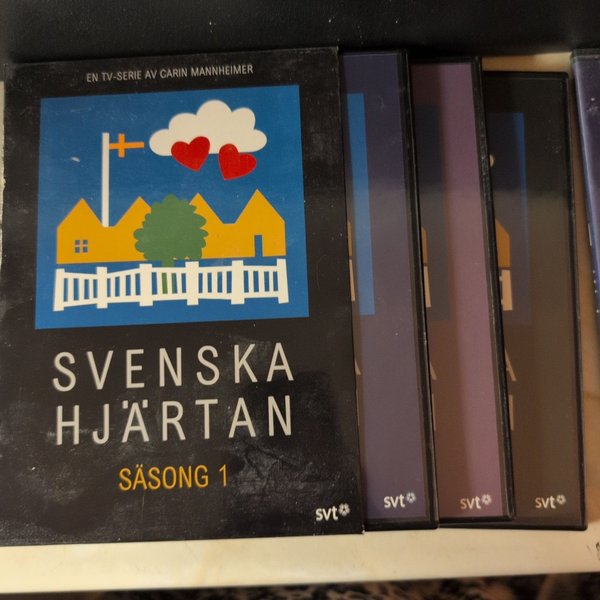 EN TV-SERIE AV CARIN MANNHEIMER
SVENSKA
HJÄRTAN
SÄSONG 1
svt
svt
svt
svt